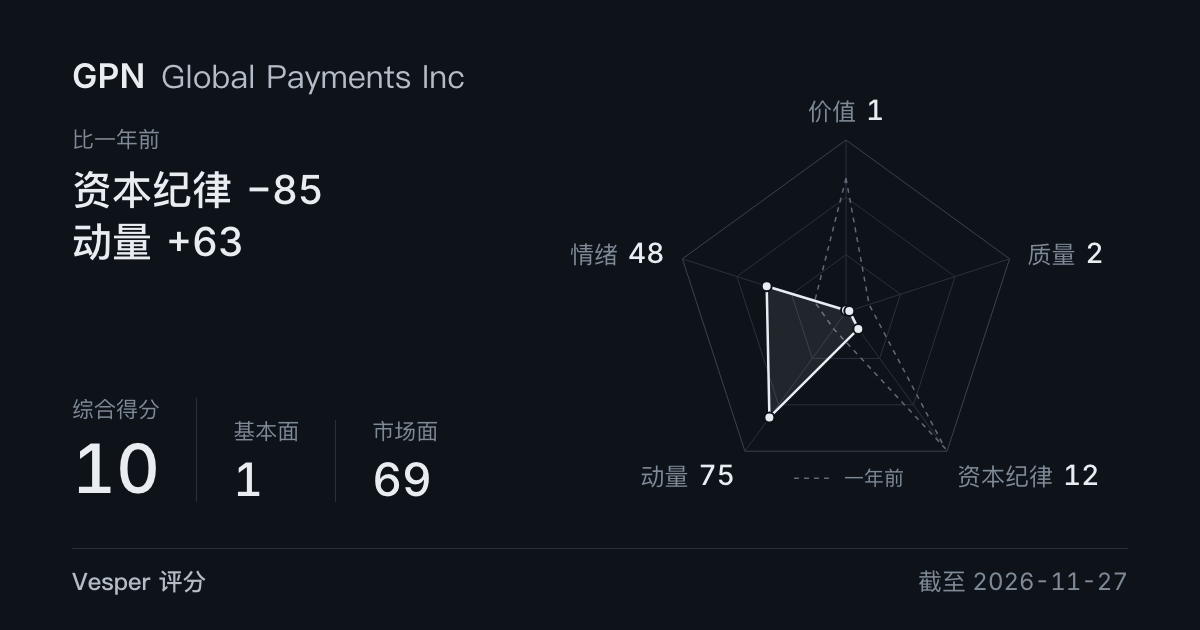 GPN Global Payments Inc
比一年前
资本纪律 −85
动量 +63
综合得分
10
基本面
1
市场面
69
价值 1
情绪 48
质量 2
动量 75
一年前
资本纪律 12
Vesper 评分
截至 2026-11-27